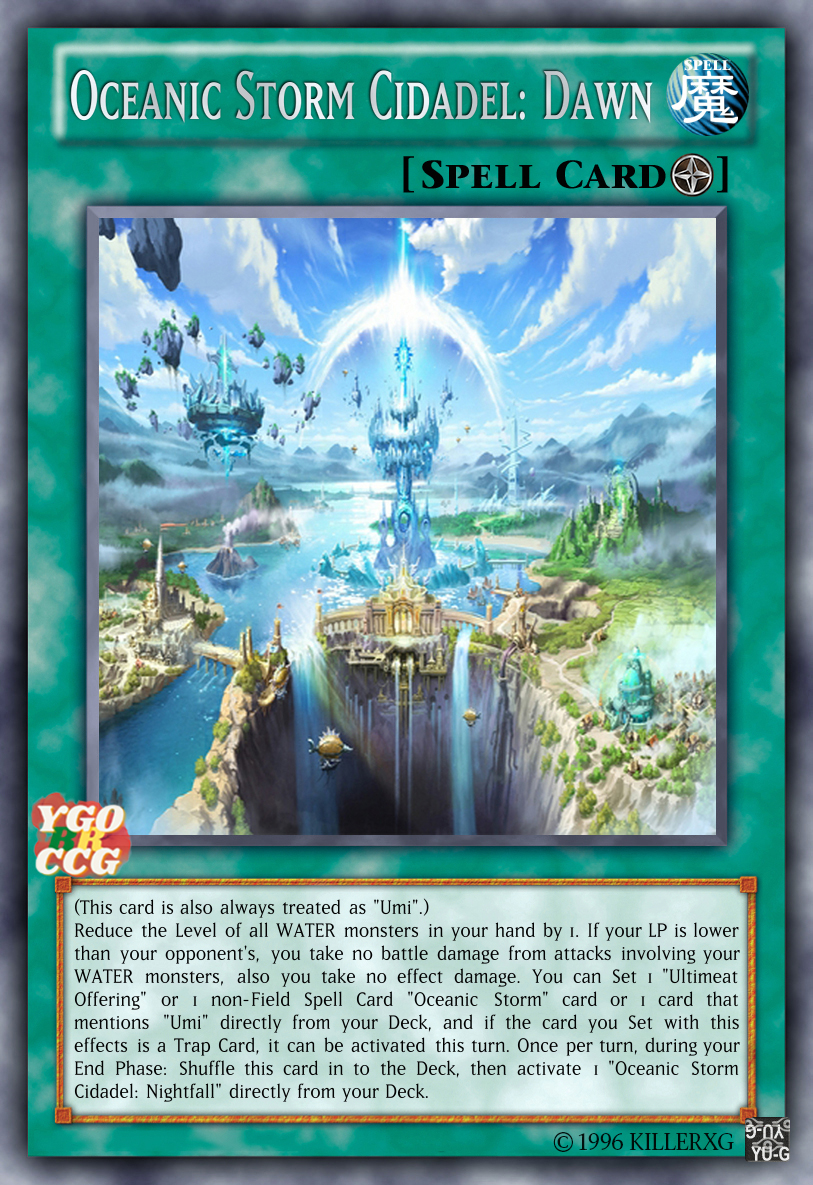 OCEANIC STORM CIDADEL: DAWN
SPELL
魔
[SPELL CARD]
YGO
BR
CCG
(This card is also always treated as "Umi".)
Reduce the Level of all WATER monsters in your hand by 1. If your LP is lower
than your opponent's, you take no battle damage from attacks involving your
WATER monsters, also you take no effect damage. You can Set 1 "Ultimeat
Offering" or 1 non-Field Spell Card "Oceanic Storm" card or 1 card that
mentions "Umi" directly from your Deck, and if the card you Set with this
effects is a Trap Card, it can be activated this turn. Once per turn, during your
End Phase: Shuffle this card in to the Deck, then activate 1 "Oceanic Storm
Cidadel: Nightfall" directly from your Deck.
© 1996 KILLERXG
YU-G
YU-G